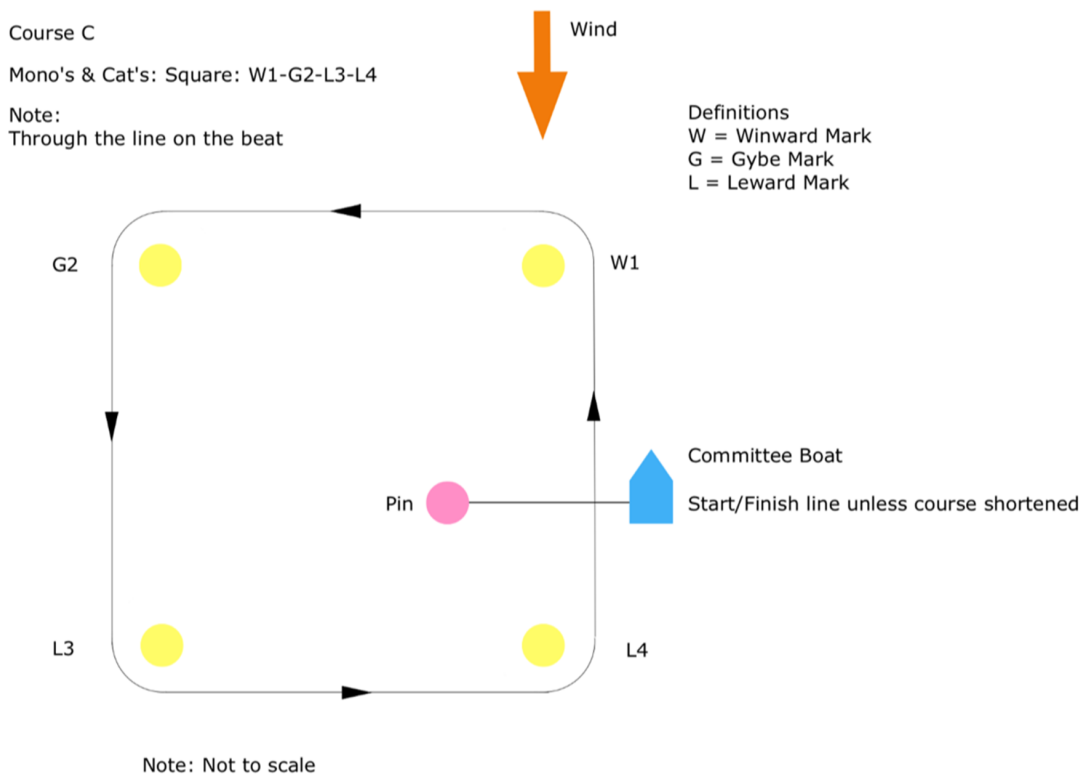 Course C
Wind
Mono's & Cat's: Square: W1-G2-L3-L4
Note:
Through the line on the beat
Definitions
W = Winward Mark
G = Gybe Mark
L = Leward Mark
G2
W1
Committee Boat
Pin
Start/Finish line unless course shortened
L3
L4
Note: Not to scale